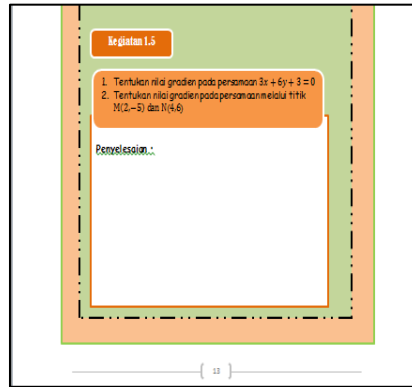 Kegiatan 1.5
1. Tentukan nilai gradien pada persamaan 3x + 6y + 3 = 0
2. Tentukan nilai gradien pada persamaan melalui titik
M(2,−5) dan N(4,6)
Penyelesaian :
13